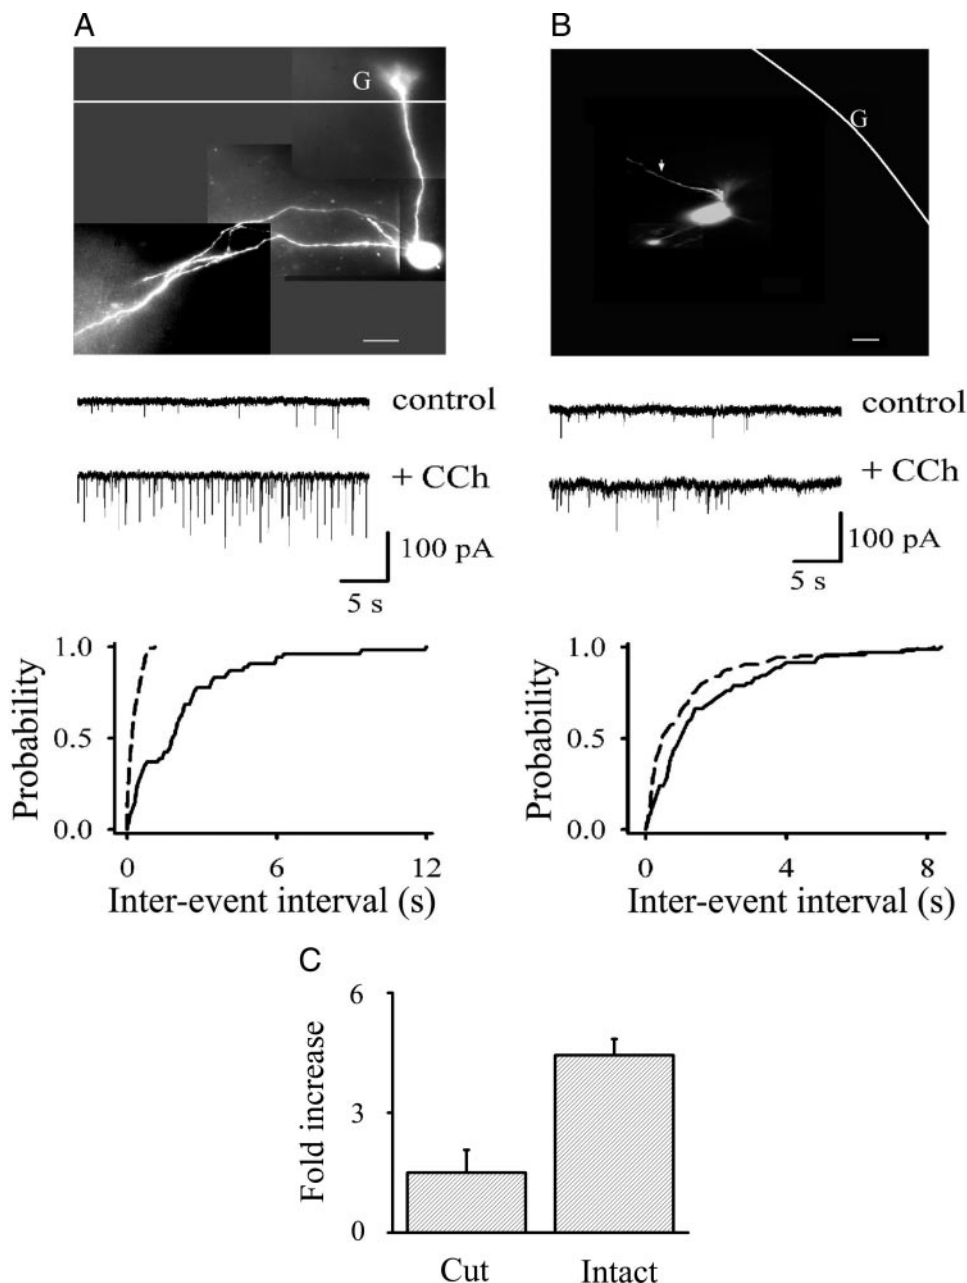 A
B
G
G
control
control
+ CCh
+ CCh
100 pA
100 pA
5 s
5 s
Probability
1.0
0.5
0.0
0
6
12
Inter-event interval (s)
Probability
1.0
0.5
0.0
0
4
8
Inter-event interval (s)
C
Fold increase
6
3
0
Cut
Intact